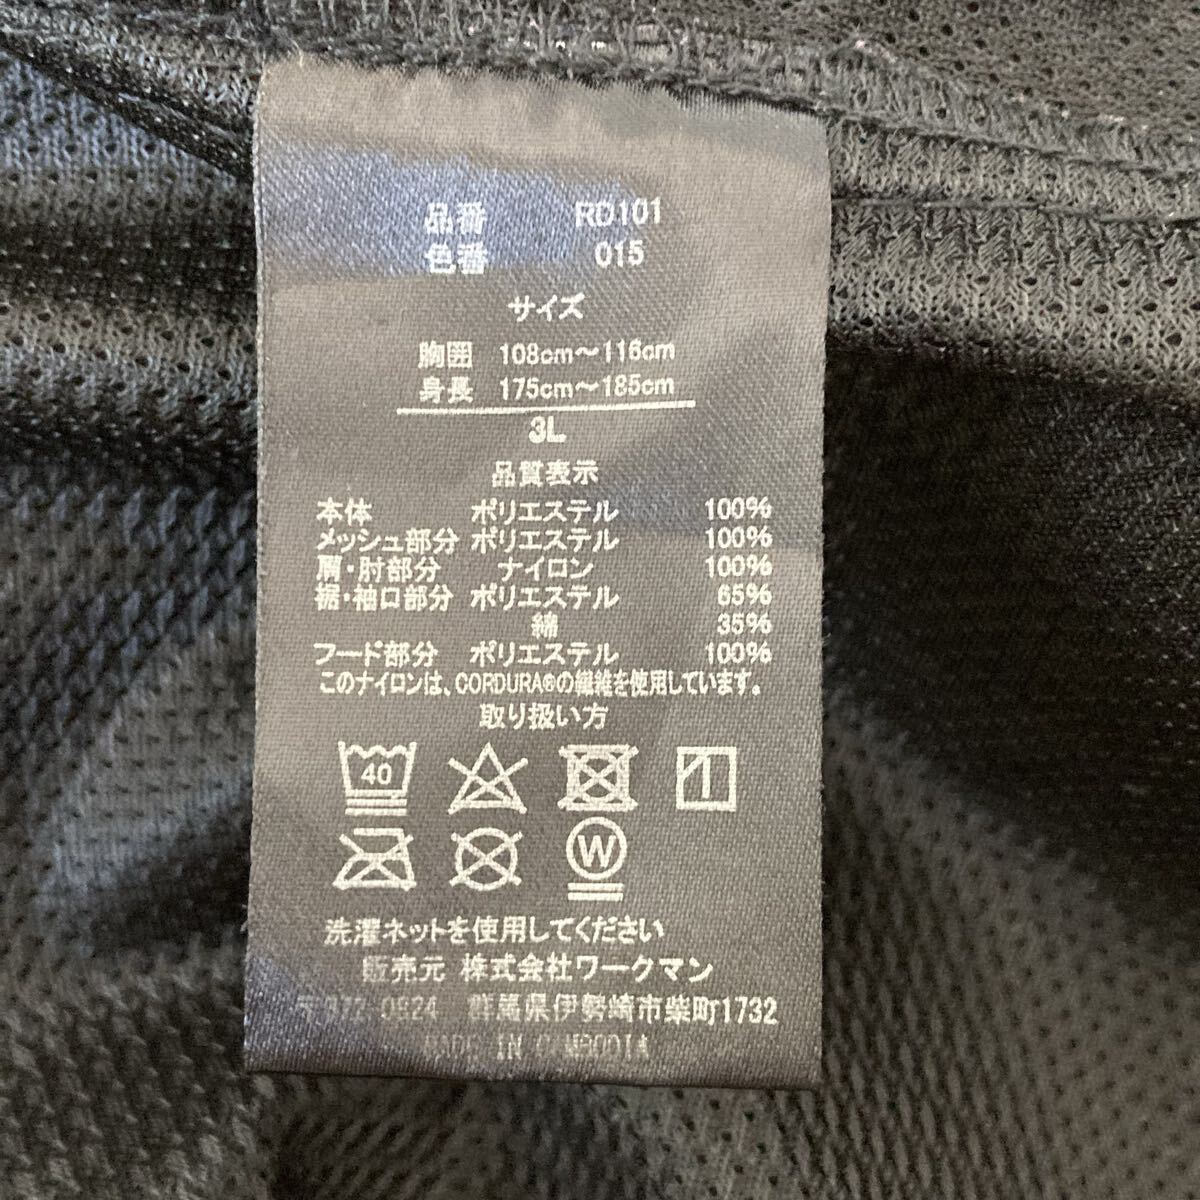 品番 RD101
色番 015
サイズ
胸囲 108cm～116cm
身長 175cm～185cm
3L
品質表示
本体 ポリエステル 100%
メッシュ部分 ポリエステル 100%
肩・肘部分 ナイロン 100%
裾・袖口部分 ポリエステル 65%
綿 35%
フード部分 ポリエステル 100%
このナイロンは、CORDURA®の繊維を使用しています。
取り扱い方
40
W
洗濯ネットを使用してください
販売元 株式会社ワークマン
〒372-0824 群馬県伊勢崎市柴町1732
MADE IN CAMBODIA